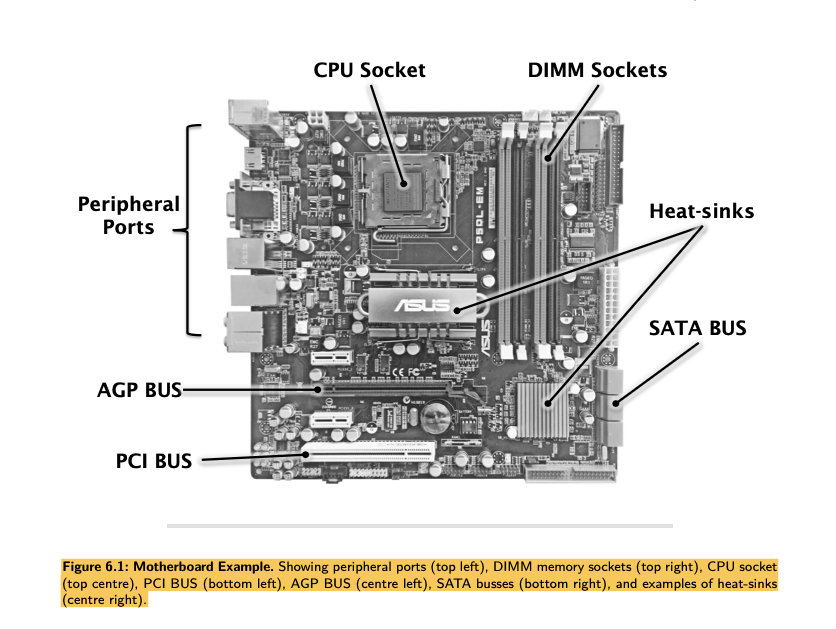 CPU Socket
DIMM Sockets
Peripheral
Ports
Heat-sinks
P5QL-EM
ASUS
ASUS
SATA BUS
AGP BUS
PCI BUS
Figure 6.1: Motherboard Example. Showing peripheral ports (top left), DIMM memory sockets (top right), CPU socket
(top centre), PCI BUS (bottom left), AGP BUS (centre left), SATA busses (bottom right), and examples of heat-sinks
(centre right).